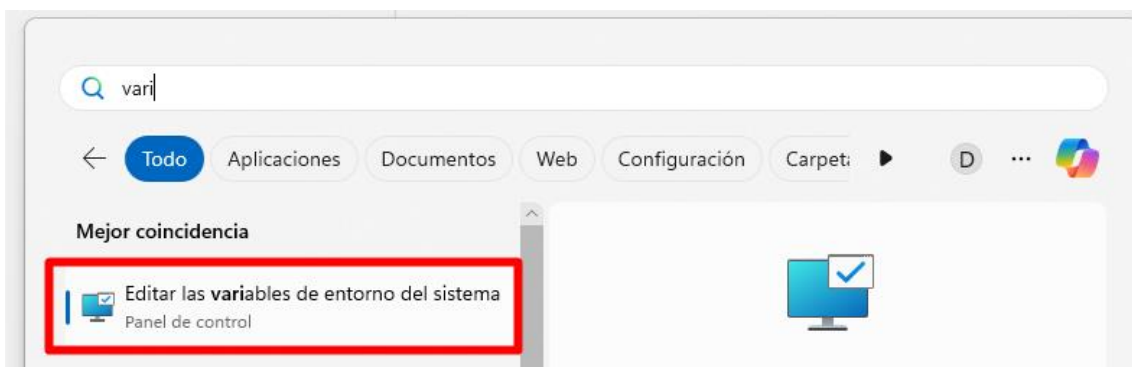 vari
Todo Aplicaciones Documentos Web Configuración Carpet D ...
Mejor coincidencia
Editar las variables de entorno del sistema
Panel de control